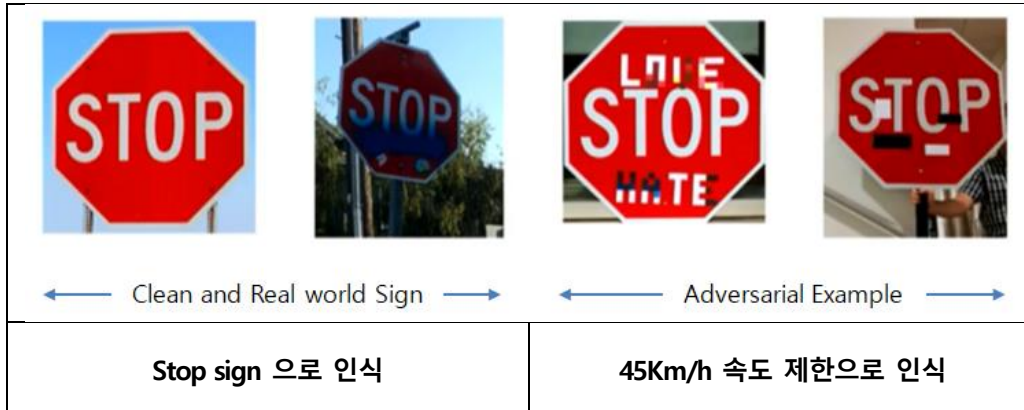 STOP
STOP
LOVE
STOP
HATE
STOP
Clean and Real world Sign
Adversarial Example
Stop sign 으로 인식
45Km/h 속도 제한으로 인식